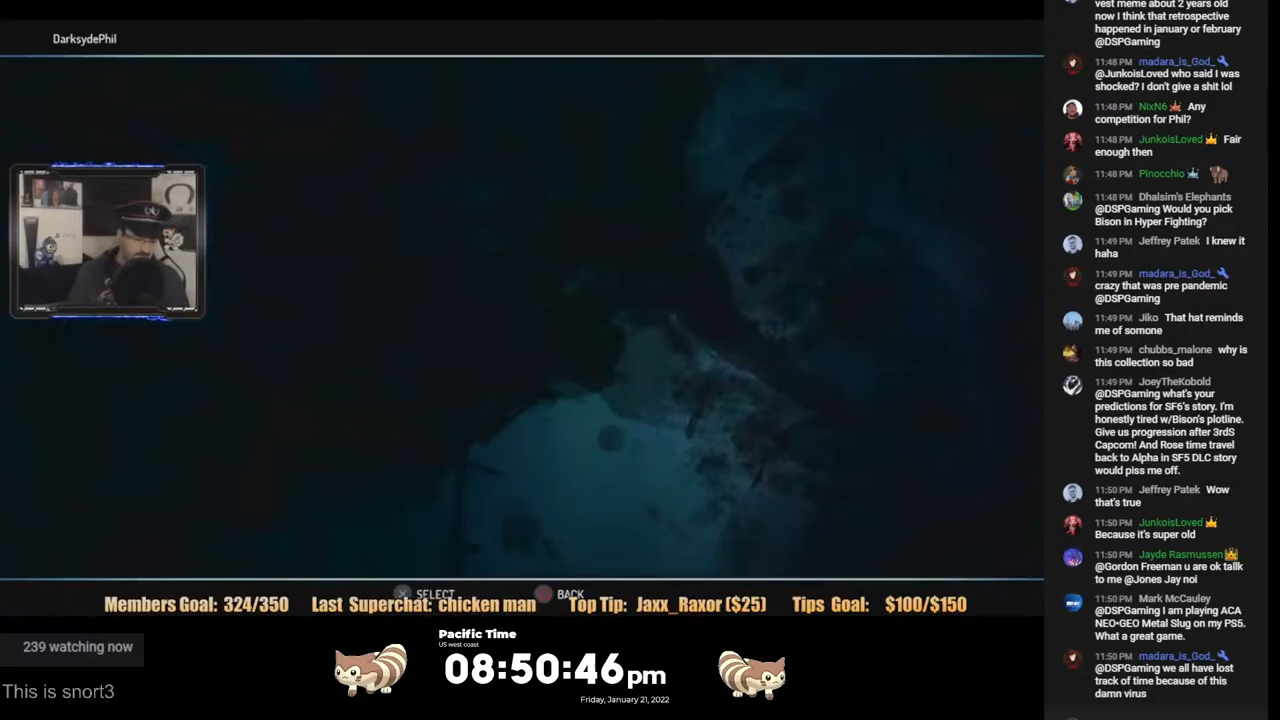 DarksydePhil
SELECT
BACK
Members Goal: 324/350
Last Superchat: chicken man
Top Tip: Jaxx_Raxor ($25)
Tips Goal: $100/$150
239 watching now
This is snort3
Pacific Time
US west coast
08:50:46pm
Friday, January 21, 2022
vest meme about 2 years old
now I think that retrospective
happened in january or february
@DSPGaming
11:48 PM madara_is_God_
@JunkoisLoved who said I was
shocked? I don't give a shit lol
11:48 PM NixN6 Any
competition for Phil?
11:48 PM JunkoisLoved Fair
enough then
11:48 PM Pinocchio
11:48 PM Dhalsim's Elephants
@DSPGaming Would you pick
Bison in Hyper Fighting?
11:49 PM Jeffrey Patek I knew it
haha
11:49 PM madara_is_God_
crazy that was pre pandemic
@DSPGaming
11:49 PM Jiko That hat reminds
me of somone
11:49 PM chubbs_malone why is
this collection so bad
11:49 PM JoeyTheKobold
@DSPGaming what's your
predictions for SF6's story. I'm
honestly tired w/Bison's plotline.
Give us progression after 3rdS
Capcom! And Rose time travel
back to Alpha in SF5 DLC story
would piss me off.
11:50 PM Jeffrey Patek Wow
that's true
11:50 PM JunkoisLoved
Because it's super old
11:50 PM Jayde Rasmussen
@Gordon Freeman u are ok tallk
to me @Jones Jay noi
11:50 PM Mark McCauley
@DSPGaming I am playing ACA
NEO•GEO Metal Slug on my PS5.
What a great game.
11:50 PM madara_is_God_
@DSPGaming we all have lost
track of time because of this
damn virus